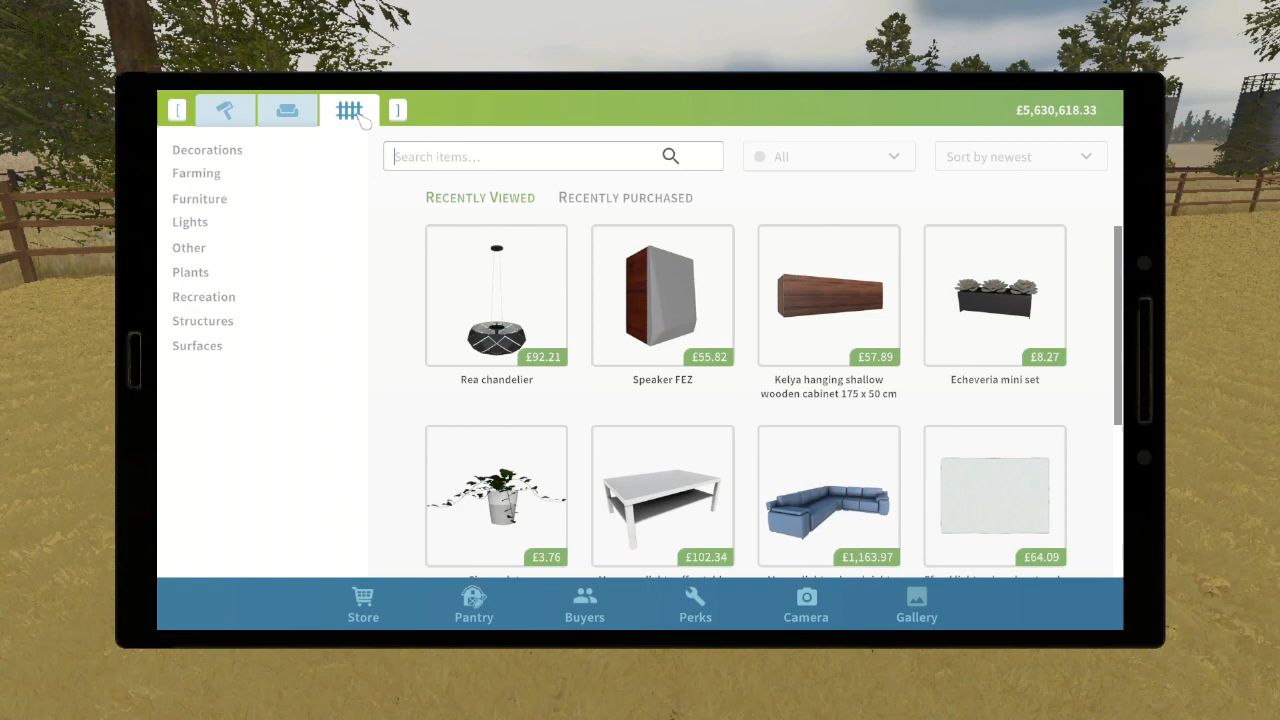 [
]
£5,630,618.33
Decorations
Farming
Furniture
Lights
Other
Plants
Recreation
Structures
Surfaces
Search items...
All
Sort by newest
RECENTLY VIEWED
RECENTLY PURCHASED
£92.21
£55.82
£57.89
£8.27
Rea chandelier
Speaker FEZ
Kelya hanging shallow
wooden cabinet 175 x 50 cm
Echeveria mini set
£3.76
£102.34
£1,163.97
£64.09
Store
Pantry
Buyers
Perks
Camera
Gallery